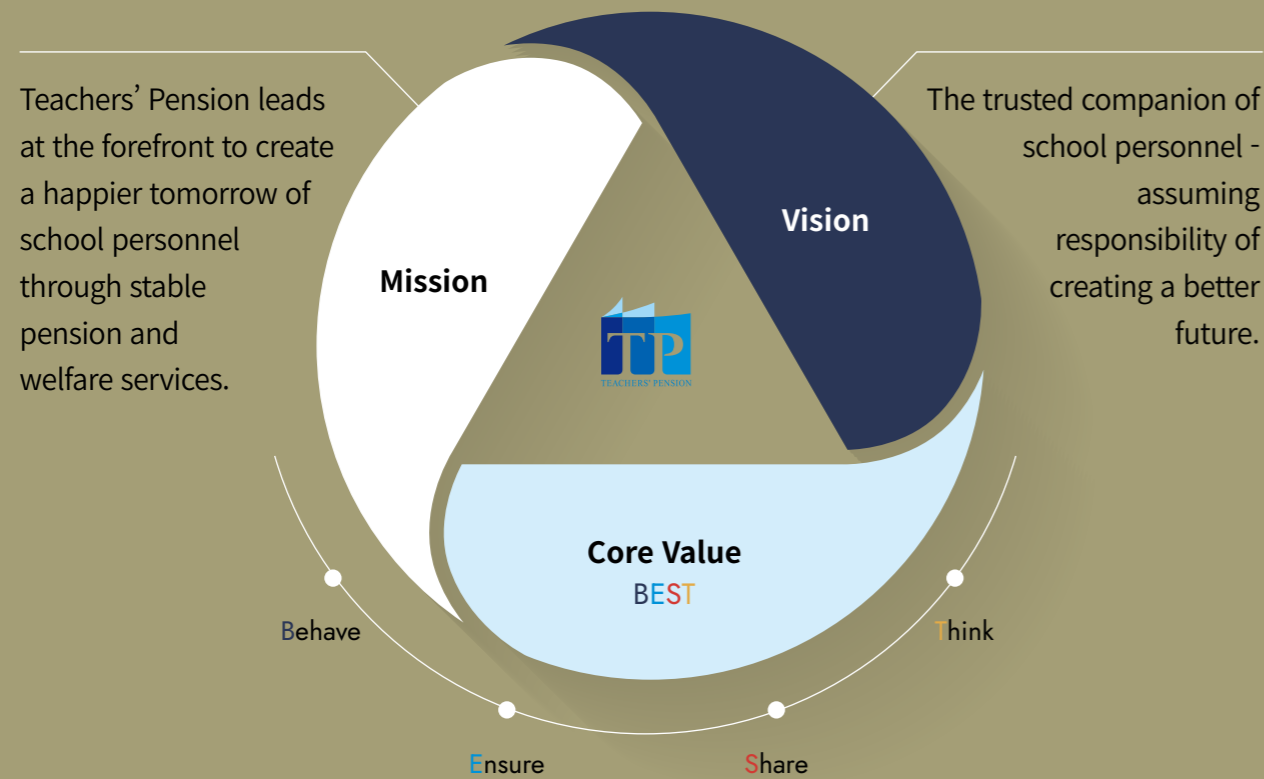 Teachers’ Pension leads
at the forefront to create
a happier tomorrow of
school personnel
through stable
pension and
welfare services.
The trusted companion of
school personnel -
assuming
responsibility of
creating a better
future.
Mission
Vision
TP
TEACHERS' PENSION
Core Value
BEST
Behave
Ensure
Share
Think